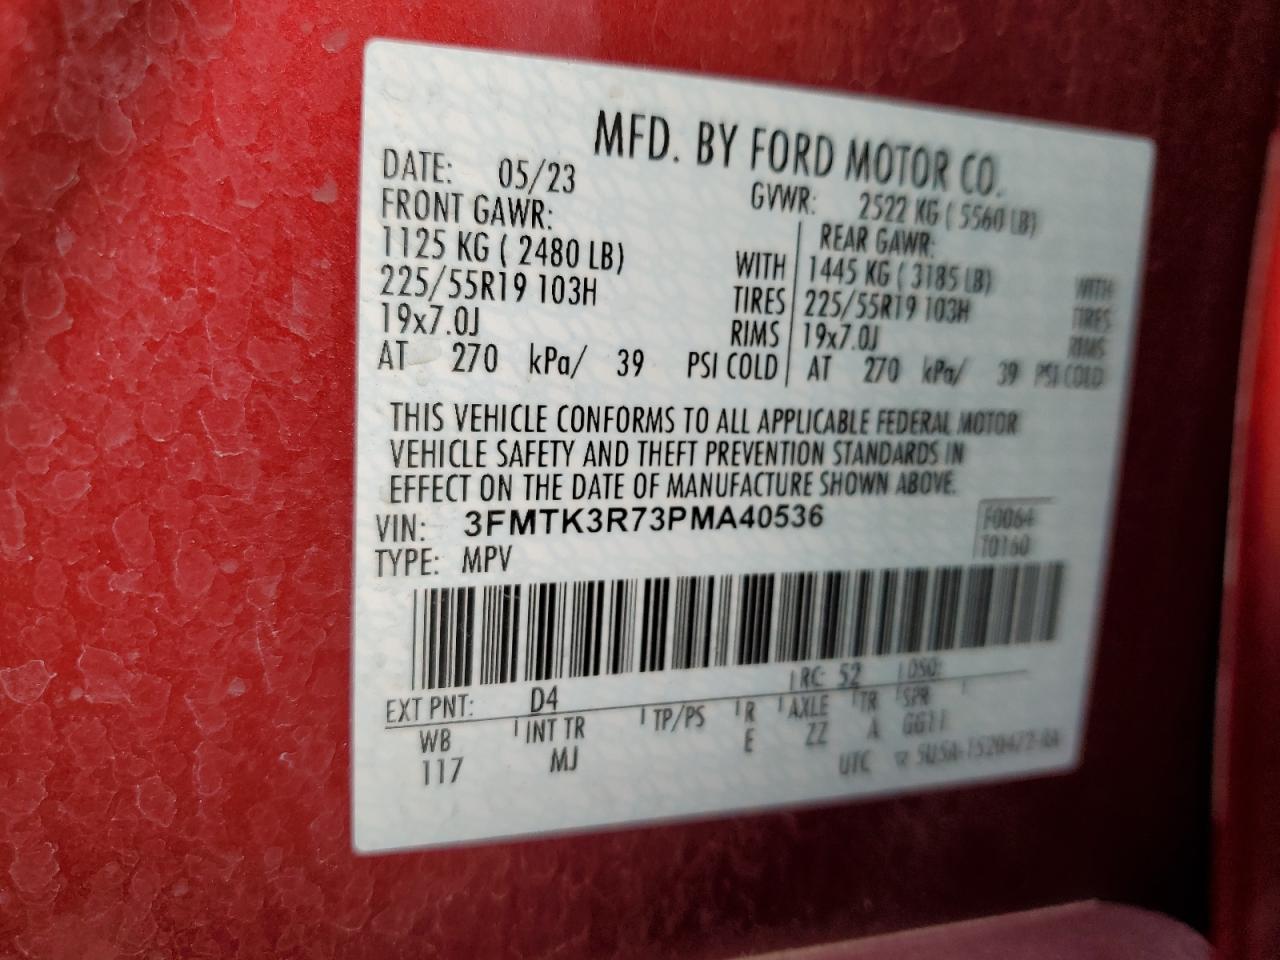 MFD. BY FORD MOTOR CO.
DATE: 05/23 GVWR: 2522 KG ( 5560 LB)
FRONT GAWR: REAR GAWR:
1125 KG ( 2480 LB) WITH 1445 KG ( 3185 LB) WITH
225/55R19 103H TIRES 225/55R19 103H TIRES
19x7.0J RIMS 19x7.0J RIMS
AT 270 kPa/ 39 PSI COLD AT 270 kPa/ 39 PSI COLD
THIS VEHICLE CONFORMS TO ALL APPLICABLE FEDERAL MOTOR
VEHICLE SAFETY AND THEFT PREVENTION STANDARDS IN
EFFECT ON THE DATE OF MANUFACTURE SHOWN ABOVE.
VIN: 3FMTK3R73PMA40536 F0064
TYPE: MPV T0160
EXT PNT: D4 RC: 52 DSO:
WB INT TR TP/PS R AXLE TR SPR
117 MJ E ZZ A GG11
UTC